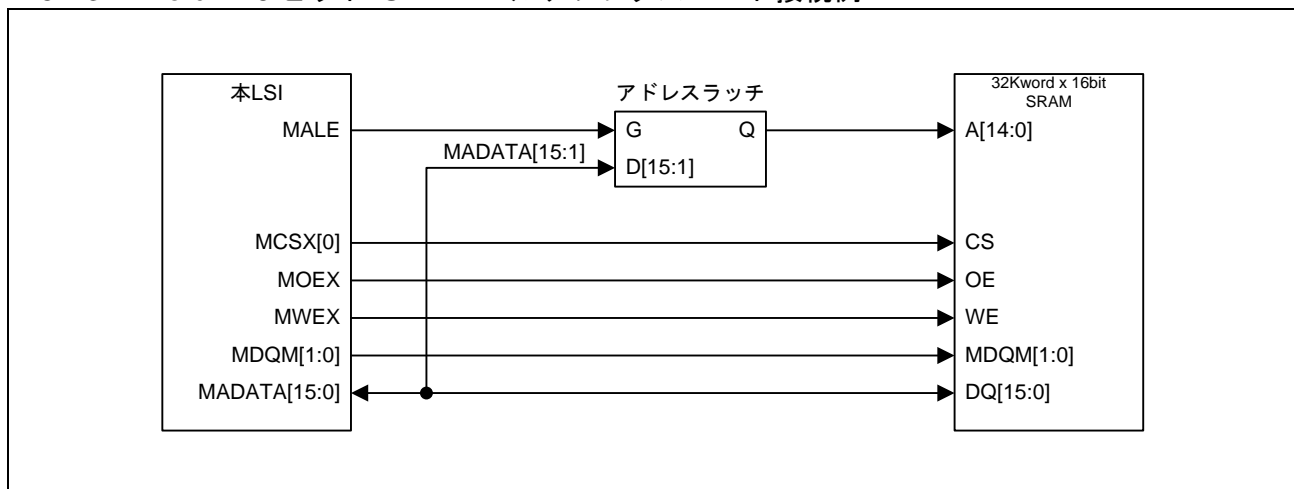 本LSI
MALE
MADATA[15:1]
アドレスラッチ
G
Q
D[15:1]
32Kword x 16bit
SRAM
A[14:0]
MCSX[0]
CS
MOEX
OE
MWEX
WE
MDQM[1:0]
MDQM[1:0]
MADATA[15:0]
DQ[15:0]